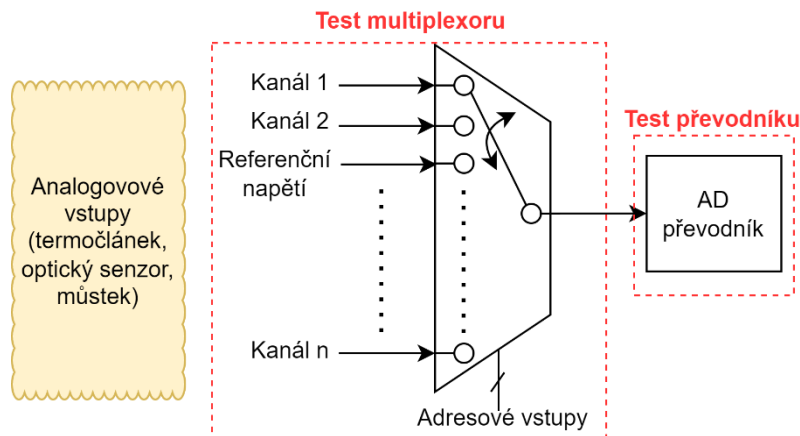 Test multiplexoru
Kanál 1
Kanál 2
Referenční
napětí
Kanál n
Adresové vstupy
Analogovové
vstupy
(termočlánek,
optický senzor,
můstek)
Test převodníku
AD
převodník